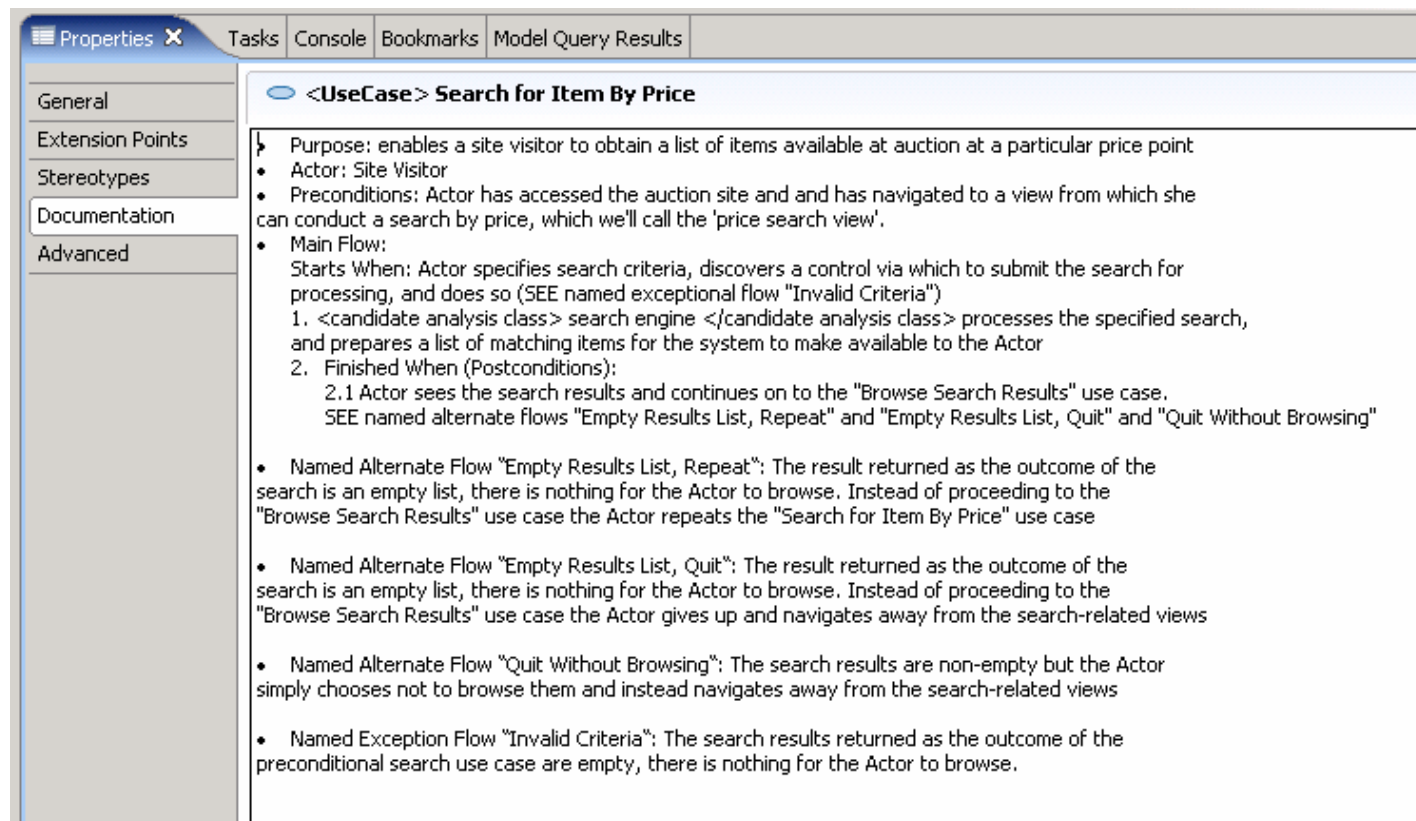 Properties Tasks Console Bookmarks Model Query Results
General
Extension Points
Stereotypes
Documentation
Advanced
<UseCase> Search for Item By Price
• Purpose: enables a site visitor to obtain a list of items available at auction at a particular price point
• Actor: Site Visitor
• Preconditions: Actor has accessed the auction site and and has navigated to a view from which she
can conduct a search by price, which we'll call the 'price search view'.
• Main Flow:
Starts When: Actor specifies search criteria, discovers a control via which to submit the search for
processing, and does so (SEE named exceptional flow "Invalid Criteria")
1. <candidate analysis class> search engine </candidate analysis class> processes the specified search,
and prepares a list of matching items for the system to make available to the Actor
2. Finished When (Postconditions):
2.1 Actor sees the search results and continues on to the "Browse Search Results" use case.
SEE named alternate flows "Empty Results List, Repeat" and "Empty Results List, Quit" and "Quit Without Browsing"
• Named Alternate Flow "Empty Results List, Repeat": The result returned as the outcome of the
search is an empty list, there is nothing for the Actor to browse. Instead of proceeding to the
"Browse Search Results" use case the Actor repeats the "Search for Item By Price" use case
• Named Alternate Flow "Empty Results List, Quit": The result returned as the outcome of the
search is an empty list, there is nothing for the Actor to browse. Instead of proceeding to the
"Browse Search Results" use case the Actor gives up and navigates away from the search-related views
• Named Alternate Flow "Quit Without Browsing": The search results are non-empty but the Actor
simply chooses not to browse them and instead navigates away from the search-related views
• Named Exception Flow "Invalid Criteria": The search results returned as the outcome of the
preconditional search use case are empty, there is nothing for the Actor to browse.